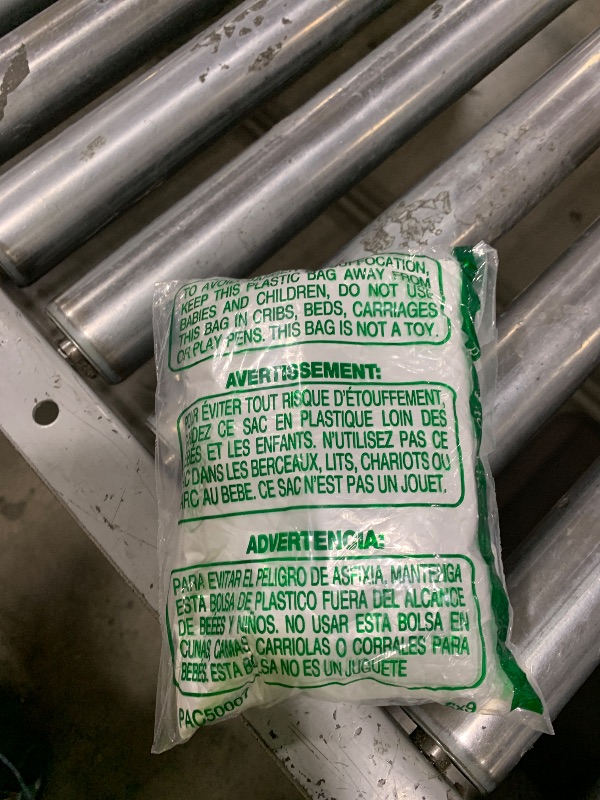 TO AVOID SUFFOCATION,
KEEP THIS PLASTIC BAG AWAY FROM
BABIES AND CHILDREN, DO NOT USE
THIS BAG IN CRIBS, BEDS, CARRIAGES
OR PLAY PENS. THIS BAG IS NOT A TOY.
AVERTISSEMENT:
ÉVITER TOUT RISQUE D'ÉTOUFFEMENT,
CE SAC EN PLASTIQUE LOIN DES
ET LES ENFANTS. N'UTILISEZ PAS CE
DANS LES BERCEAUX, LITS, CHARIOTS OU
AU BEBE. CE SAC N'EST PAS UN JOUET.
ADVERTENCIA:
PARA EVITAR EL PELIGRO DE ASFIXIA. MANTENGA
ESTA BOLSA DE PLASTICO FUERA DEL ALCANCE
DE BEBES Y NINOS. NO USAR ESTA BOLSA EN
CUNAS CAMAS, CARRIOLAS O CORRALES PARA
BEBES. ESTA BOLSA NO ES UN JUGUETE